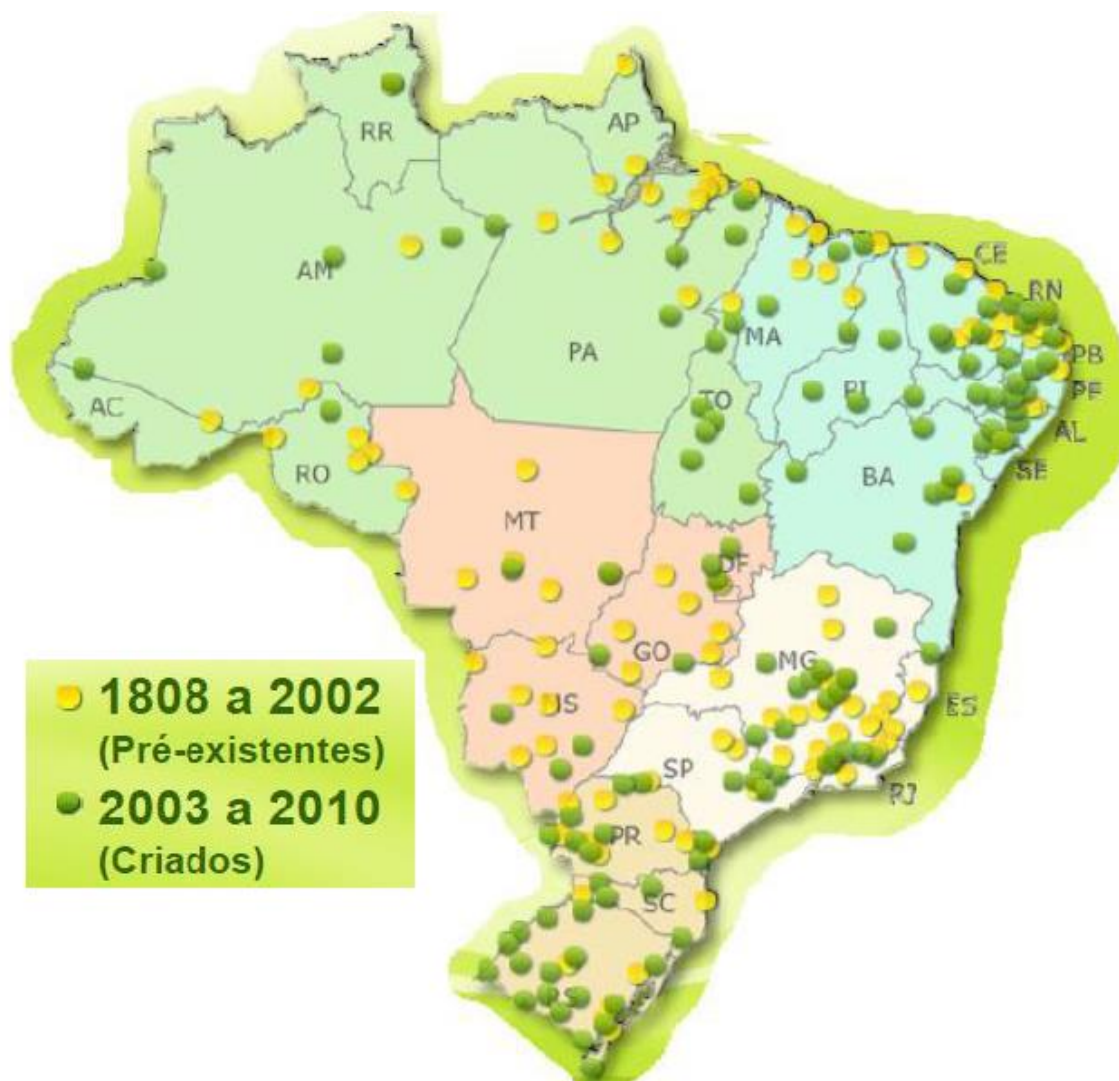 RR
AP
AM
PA
MA
CE
RN
PB
PE
AL
SE
PI
TO
AC
RO
BA
MT
DF
GO
MG
ES
MS
SP
RJ
PR
SC
RS
1808 a 2002
(Pré-existentes)
2003 a 2010
(Criados)